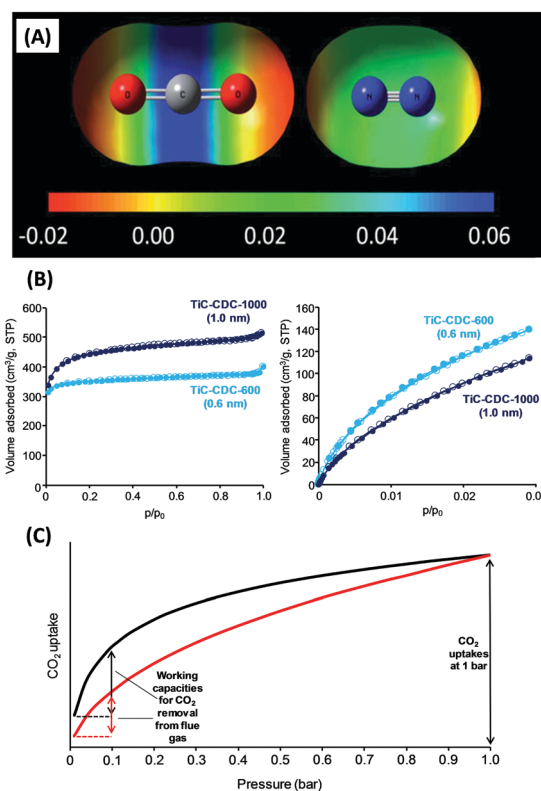 (A)
O C O N N
-0.02 0.00 0.02 0.04 0.06
(B)
Volume adsorbed (cm³/g, STP)
600
500
400
300
200
100
0
TiC-CDC-1000
(1.0 nm)
TiC-CDC-600
(0.6 nm)
0 0.2 0.4 0.6 0.8 1.0
p/p₀
Volume adsorbed (cm³/g, STP)
160
140
120
100
80
60
40
20
0
TiC-CDC-600
(0.6 nm)
TiC-CDC-1000
(1.0 nm)
0 0.01 0.02 0.0
p/p₀
(C)
CO₂ uptake
Working
capacities
for CO₂
removal
from flue
gas
CO₂
uptakes
at 1 bar
0 0.1 0.2 0.3 0.4 0.5 0.6 0.7 0.8 0.9 1.0
Pressure (bar)